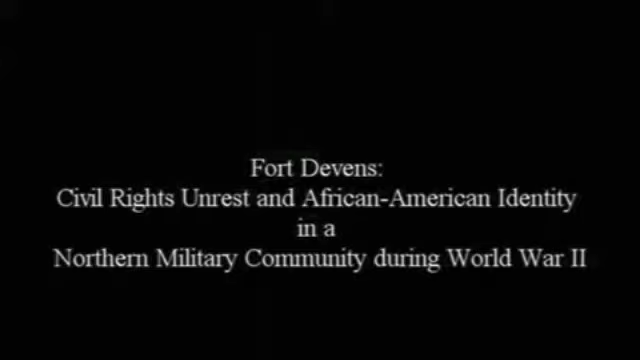 Fort Devens:
Civil Rights Unrest and African-American Identity
in a
Northern Military Community during World War II